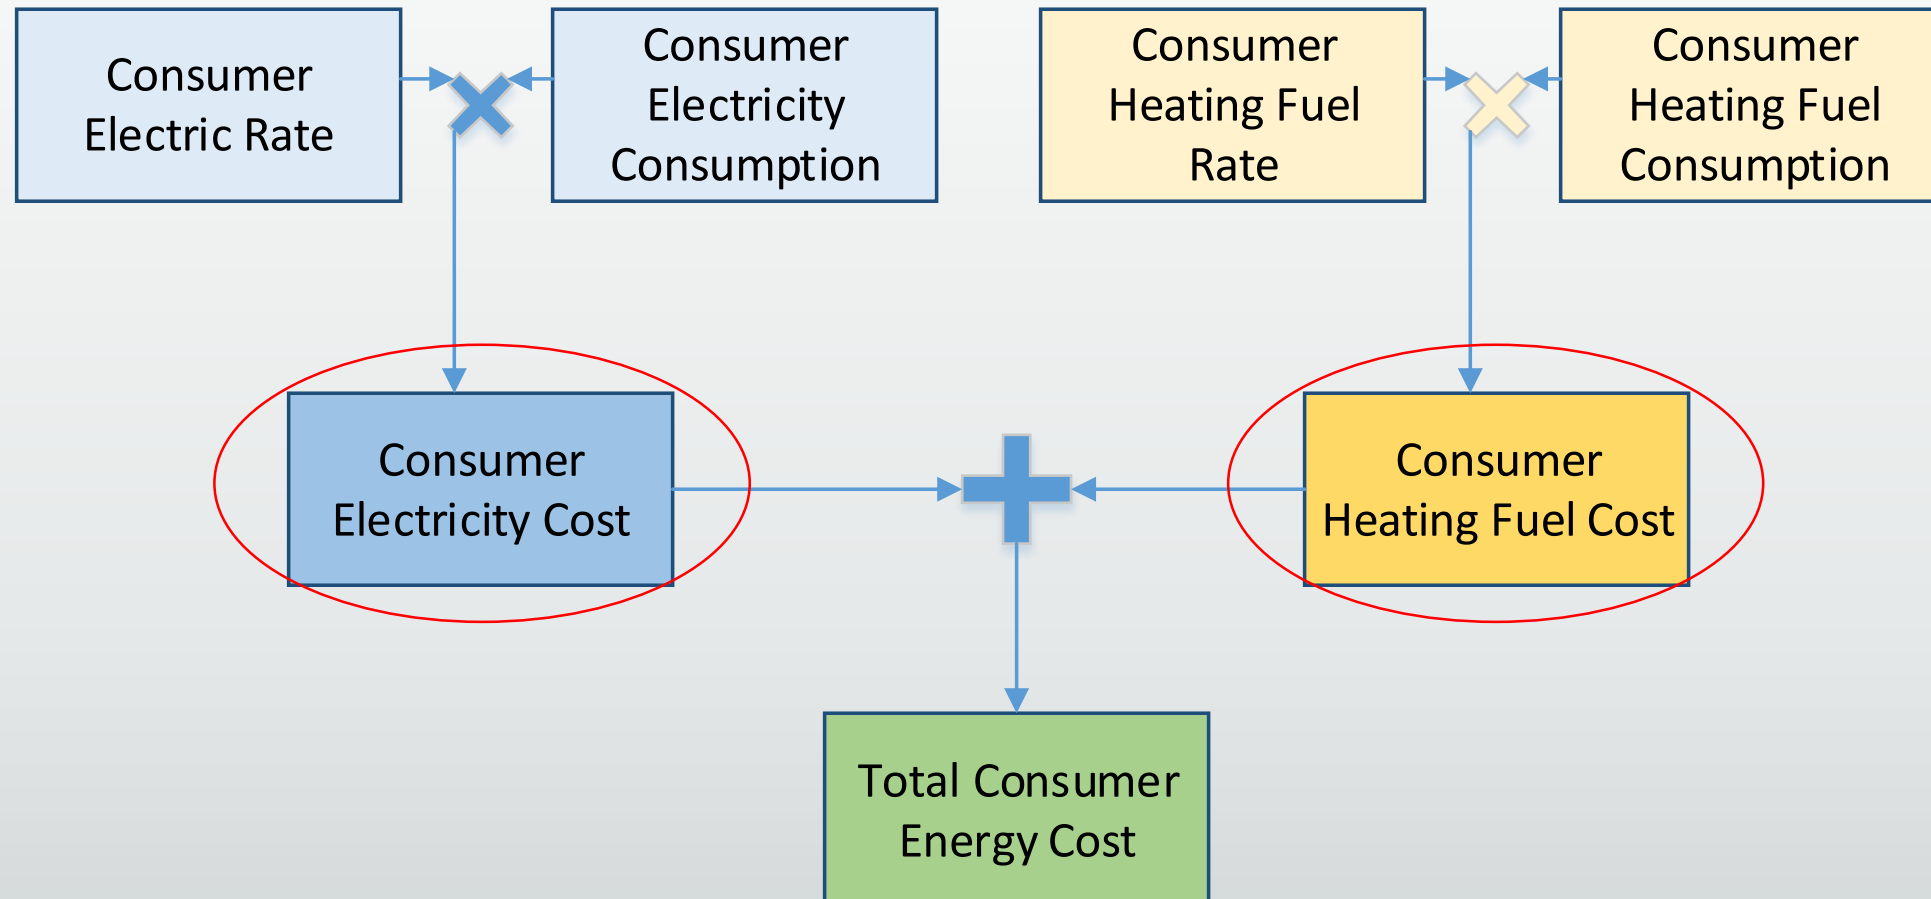 Consumer
Electric Rate
Consumer
Electricity
Consumption
Consumer
Heating Fuel
Rate
Consumer
Heating Fuel
Consumption
Consumer
Electricity Cost
Consumer
Heating Fuel Cost
Total Consumer
Energy Cost